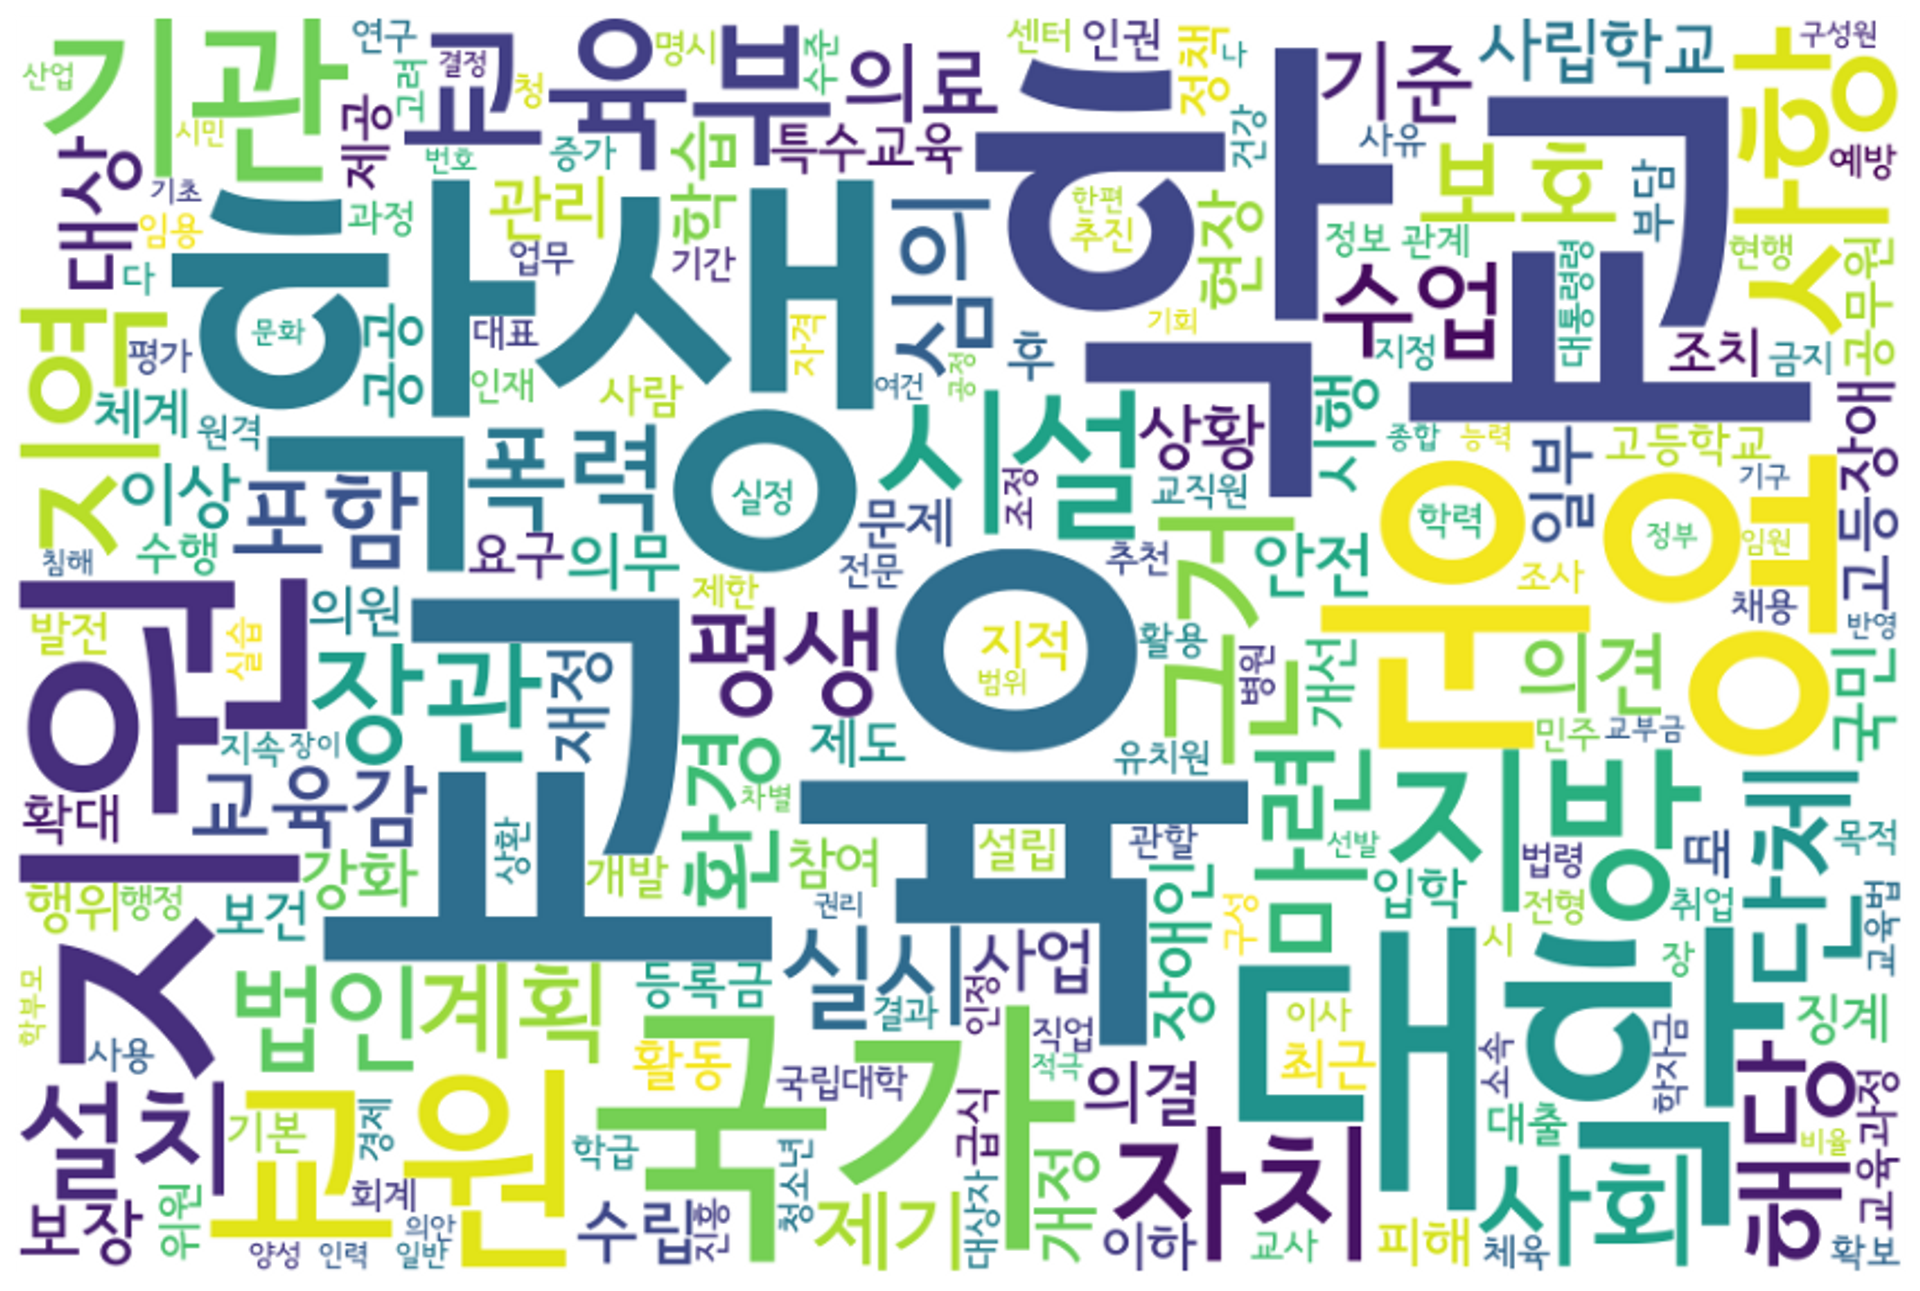 기관
연구
교육부
결정
고려
청
명시
수준
의료
센터
인권
정책
나
기준
사립학교
구성원
사항
산업
시민
제공
대상
번호
증가
학습
특수교육
학교
건강
사유
보호
부담
예방
기초
임용
다
과정
학생
관리
업무
기간
심의
한편
추진
현장
정보
관계
수업
대통령령
현행
공무원
지역
평가
문화
공공
대표
인재
사람
자격
여건
공정
기회
후
지정
조치
금지
체계
원격
시설
상황
시행
종합
능력
고등학교
장애
이상
포함
폭력
실정
문제
조정
교직원
학력
일부
기구
정부
임원
고등
침해
수행
요구
의무
전문
제한
추천
근거
안전
운영
조사
채용
반영
지원
발전
실습
의원
교육
장관
재정
평생
지적
범위
활용
병원
개선
의견
국민
지속
장이
환경
제도
유치원
민주
교부금
확대
교육감
차별
상환
강화
개발
참여
설립
관할
마련
선발
지방
법령
때
단체
목적
행위
행정
보건
권리
장애인
구성
입학
전형
취업
교육법
학부모
사용
법인
계획
등록금
실시
결과
사업
인정
시
장
대학
징계
설치
교원
기본
경제
국가
활동
국립대학
직업
적극
이사
최근
소속
학자금
해당
보장
위원
회계
학급
청소년
급식
의결
대출
비율
교육과정
양성
인력
의안
일반
수립
진흥
제기
대상자
개정
자치
이하
교사
피해
체육
사회
확보